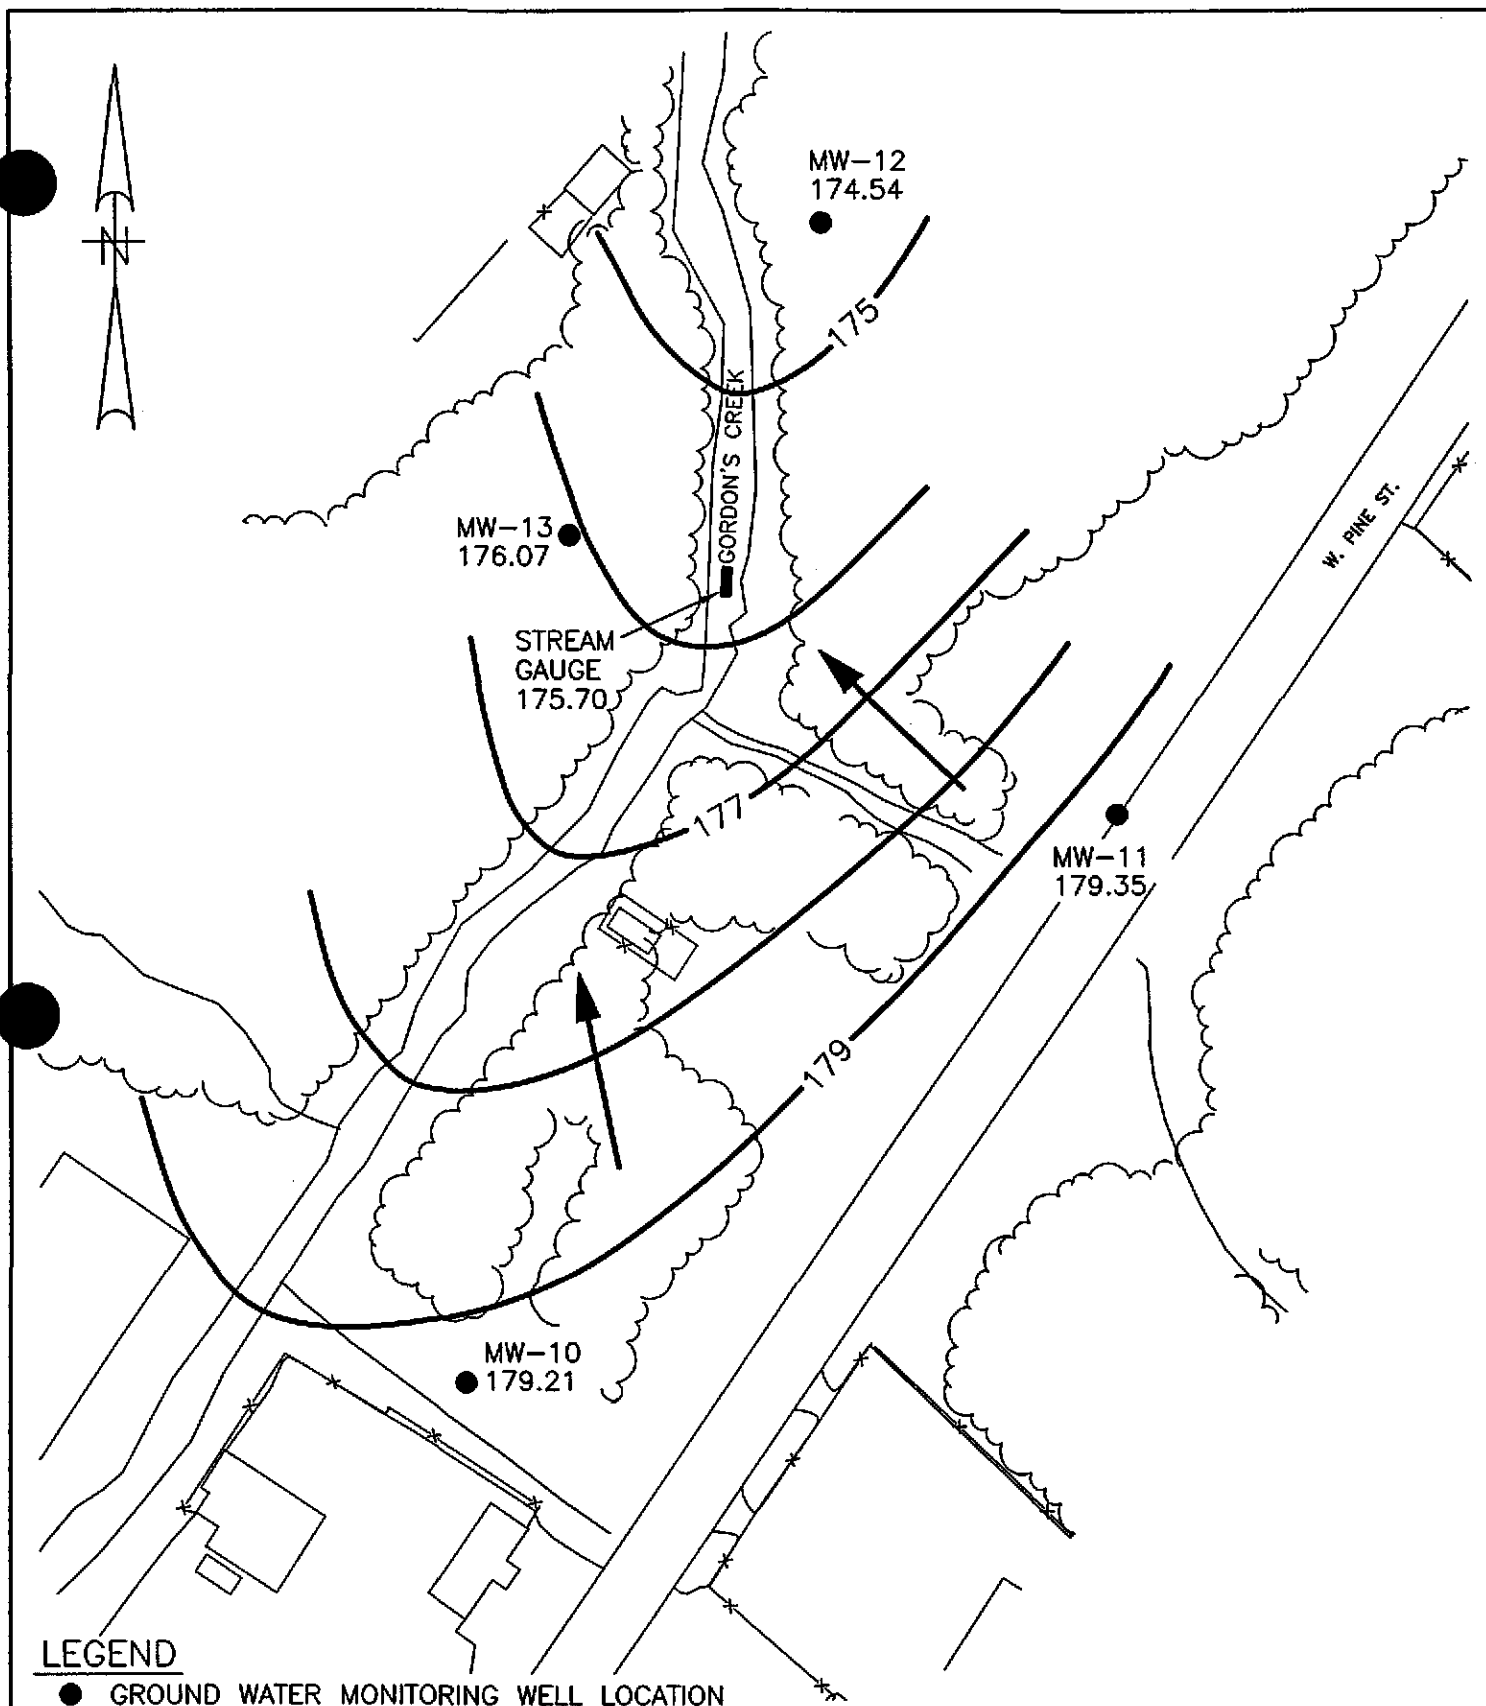 N
MW-12
174.54
175
GORDON'S CREEK
MW-13
176.07
W. PINE ST.
STREAM
GAUGE
175.70
177
MW-11
179.35
179
MW-10
179.21
LEGEND
GROUND WATER MONITORING WELL LOCATION